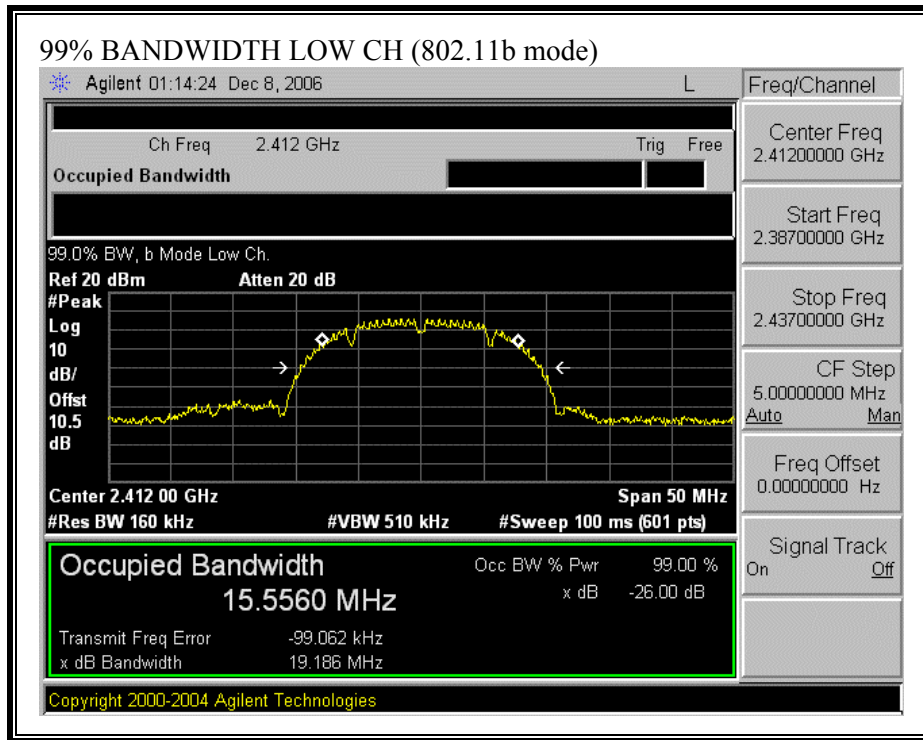 99% BANDWIDTH LOW CH (802.11b mode)
Agilent 01:14:24 Dec 8, 2006 L
Freq/Channel
Ch Freq 2.412 GHz Trig Free
Occupied Bandwidth
Center Freq
2.41200000 GHz
Start Freq
2.38700000 GHz
Stop Freq
2.43700000 GHz
CF Step
5.00000000 MHz
Auto Man
Freq Offset
0.00000000 Hz
Signal Track
On Off
99.0% BW, b Mode Low Ch.
Ref 20 dBm Atten 20 dB
#Peak
Log
10
dB/
Offst
10.5
dB
Center 2.412 00 GHz Span 50 MHz
#Res BW 160 kHz #VBW 510 kHz #Sweep 100 ms (601 pts)
Occupied Bandwidth Occ BW % Pwr 99.00 %
15.5560 MHz x dB -26.00 dB
Transmit Freq Error -99.062 kHz
x dB Bandwidth 19.186 MHz
Copyright 2000-2004 Agilent Technologies